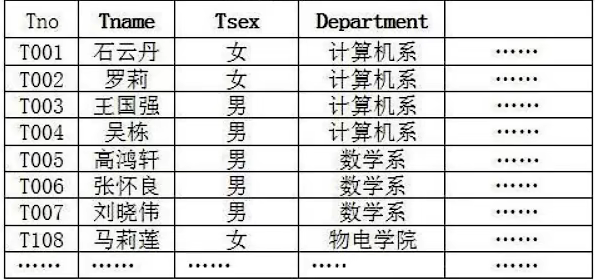 Tno Tname Tsex Department
T001 石云丹 女 计算机系 ……
T002 罗莉 女 计算机系 ……
T003 王国强 男 计算机系 ……
T004 吴栋 男 计算机系 ……
T005 高鸿轩 男 数学系 ……
T006 张怀良 男 数学系 ……
T007 刘晓伟 男 数学系 ……
T108 马莉莲 女 物电学院 ……
…… …… …… ….. ……